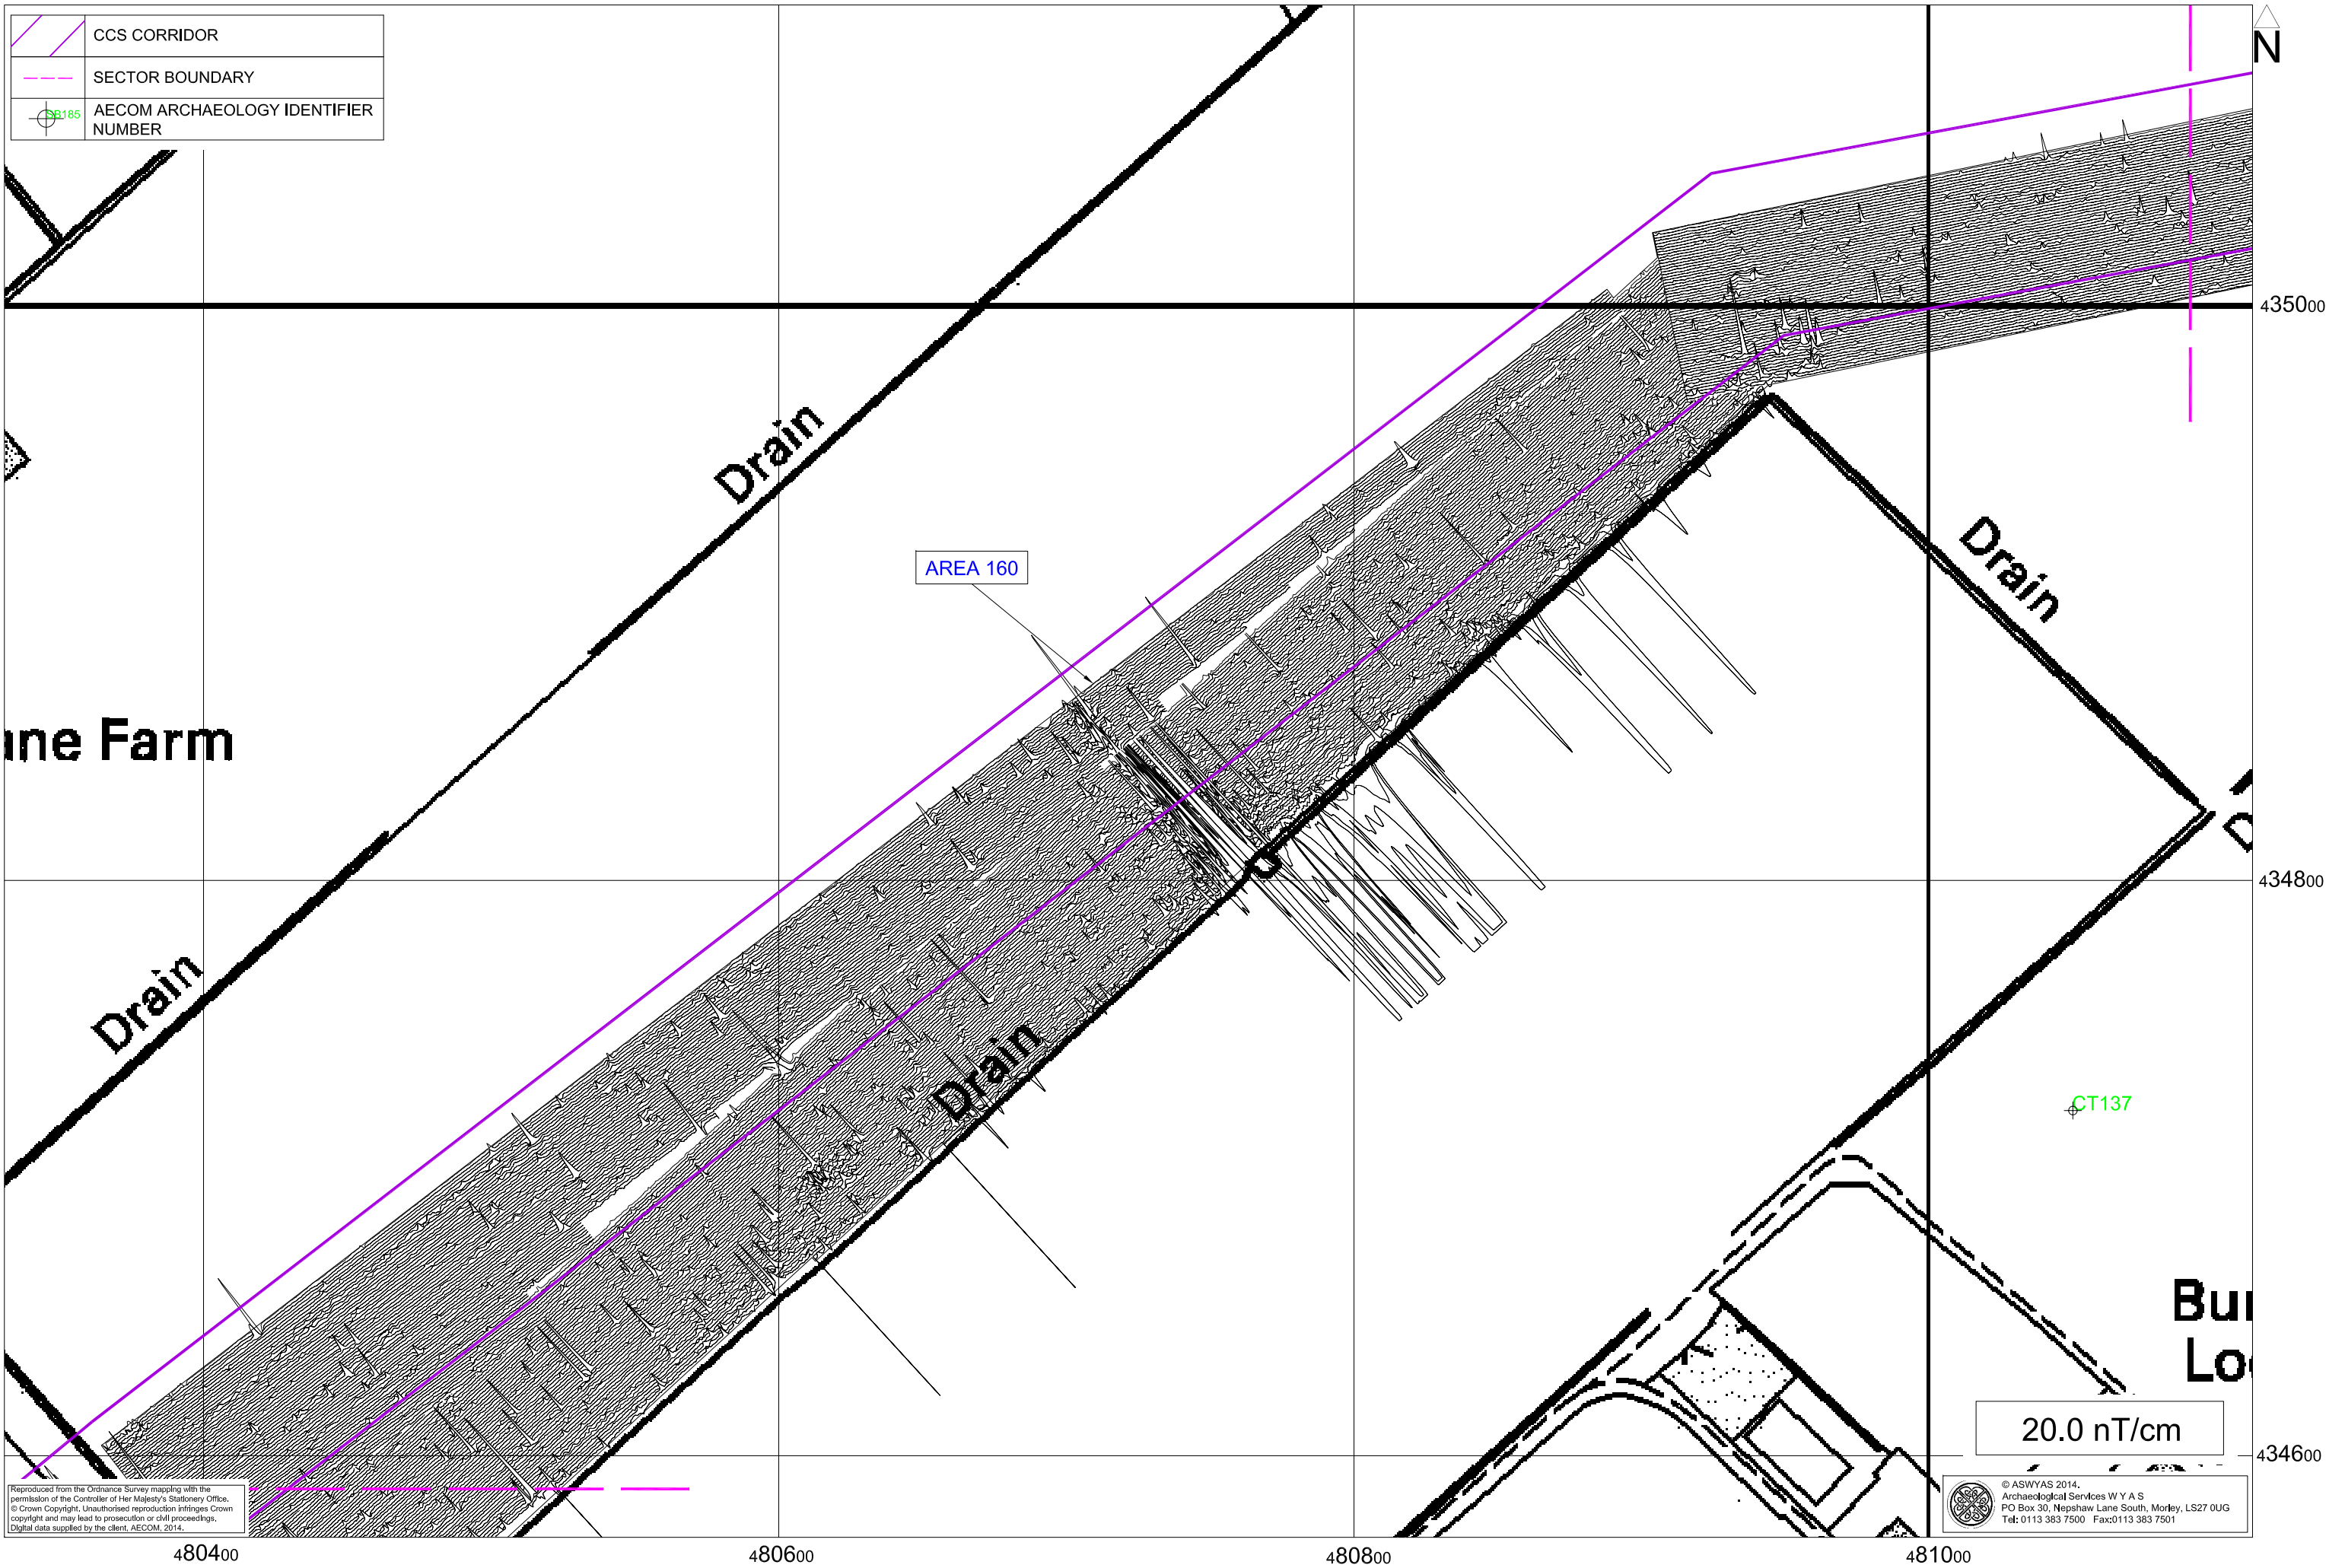 CCS CORRIDOR
SECTOR BOUNDARY
SB185
AECOM ARCHAEOLOGY IDENTIFIER
NUMBER
N
435000
Drain
Drain
AREA 160
Farm
434800
Drain
Drain
CT137
20.0 nT/cm
434600
Reproduced from the Ordnance Survey mapping with the
permission of the Controller of Her Majesty's Stationery Office.
© Crown Copyright. Unauthorised reproduction infringes Crown
copyright and may lead to prosecution or civil proceedings.
Digital data supplied by the client, AECOM, 2014.
© ASWYAS 2014.
Archaeological Services W Y A S
PO Box 30, Nepshaw Lane South, Morley, LS27 0UG
Tel: 0113 383 7500 Fax:0113 383 7501
480400
480600
480800
481000